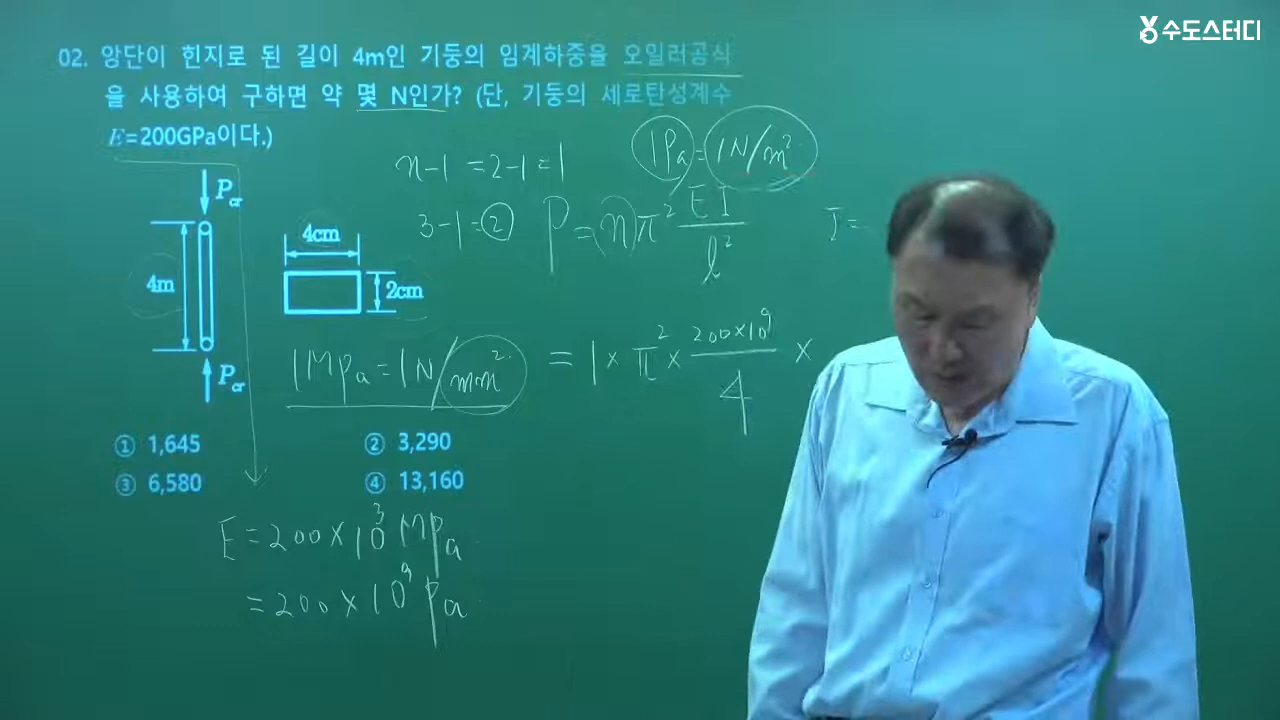 수도스터디
02. 양단이 힌지로 된 길이 4m인 기둥의 임계하중을 오일러공식
을 사용하여 구하면 약 몇 N인가? (단, 기둥의 세로탄성계수
E=200GPa이다.)
n-1=2-1=1
1Pa=1N/m²
3-1=2
P=nπ² EI/l²
I=
Pcr
4m
4cm
2cm
Pcr
1MPa=1N/mm²
=1×π²×200×10⁹/4×
① 1,645
② 3,290
③ 6,580
④ 13,160
E=200×10³MPa
=200×10⁹Pa